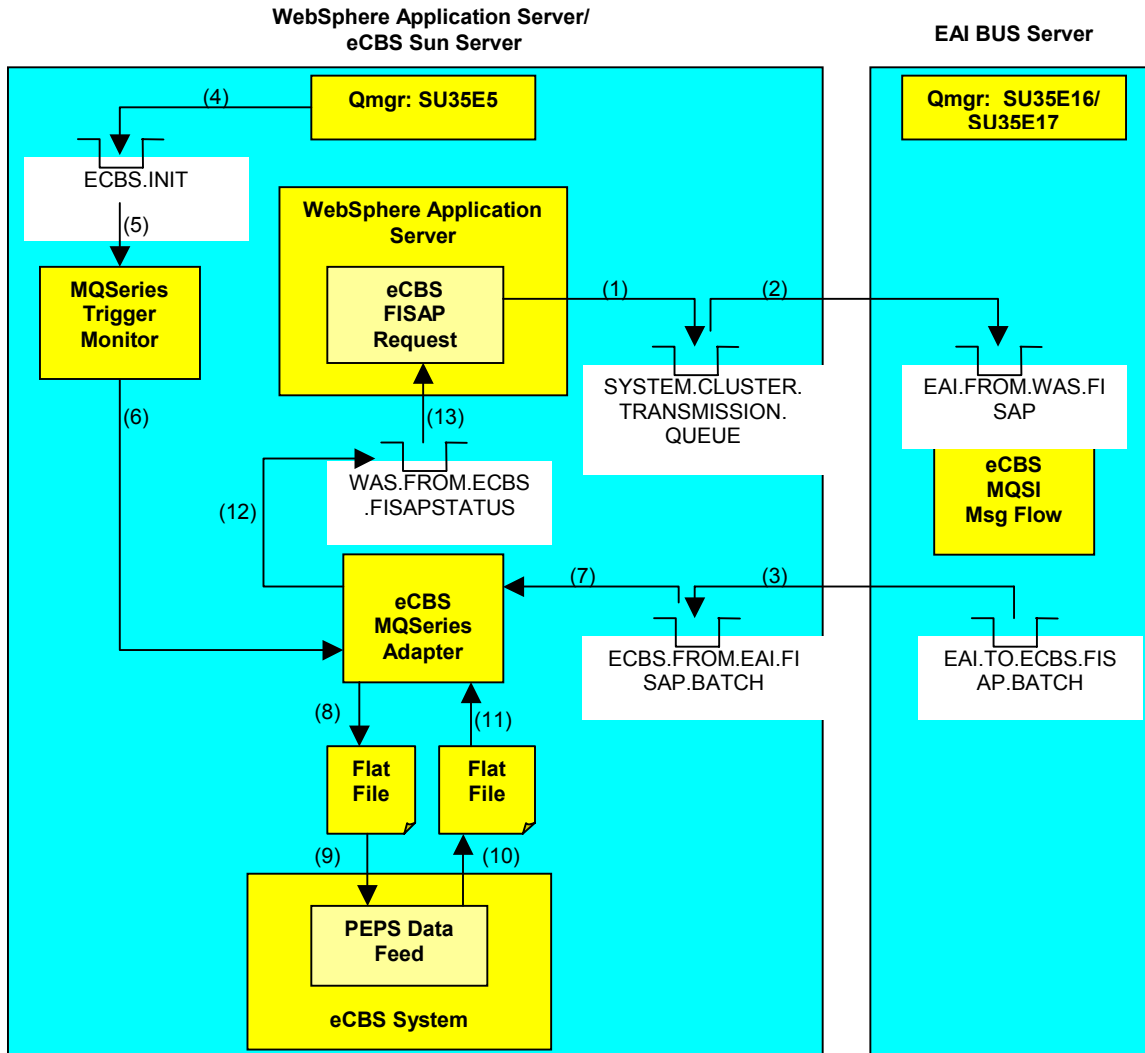 WebSphere Application Server/
eCBS Sun Server
EAI BUS Server
(4)
Qmgr: SU35E5
Qmgr: SU35E16/
SU35E17
ECBS.INIT
(5)
WebSphere Application
Server
MQSeries
Trigger
Monitor
eCBS
FISAP
Request
(1)
(2)
SYSTEM.CLUSTER.
TRANSMISSION.
QUEUE
EAI.FROM.WAS.FI
SAP
(6)
(13)
WAS.FROM.ECBS
.FISAPSTATUS
eCBS
MQSI
Msg Flow
(12)
(7)
(3)
eCBS
MQSeries
Adapter
ECBS.FROM.EAI.FI
SAP.BATCH
EAI.TO.ECBS.FIS
AP.BATCH
(8)
(11)
Flat
File
Flat
File
(9)
(10)
PEPS Data
Feed
eCBS System